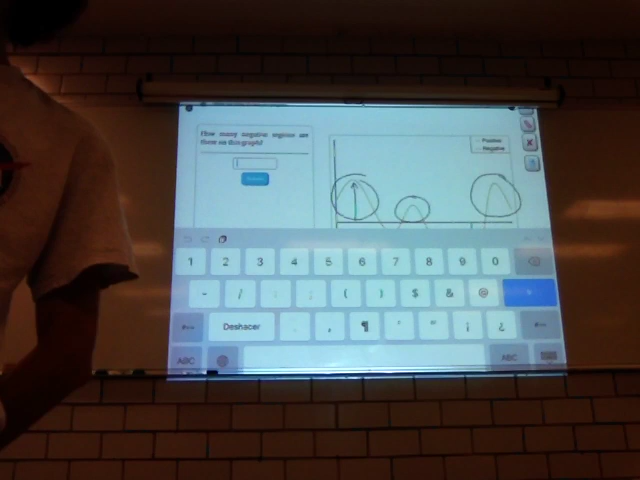 How many negative regions are
there on this graph?
Positive
Negative
1 2 3 4 5 6 7 8 9 0
- / : ; ( ) $ & @
Deshacer . , ¶ ¡ ¿
ABC ABC